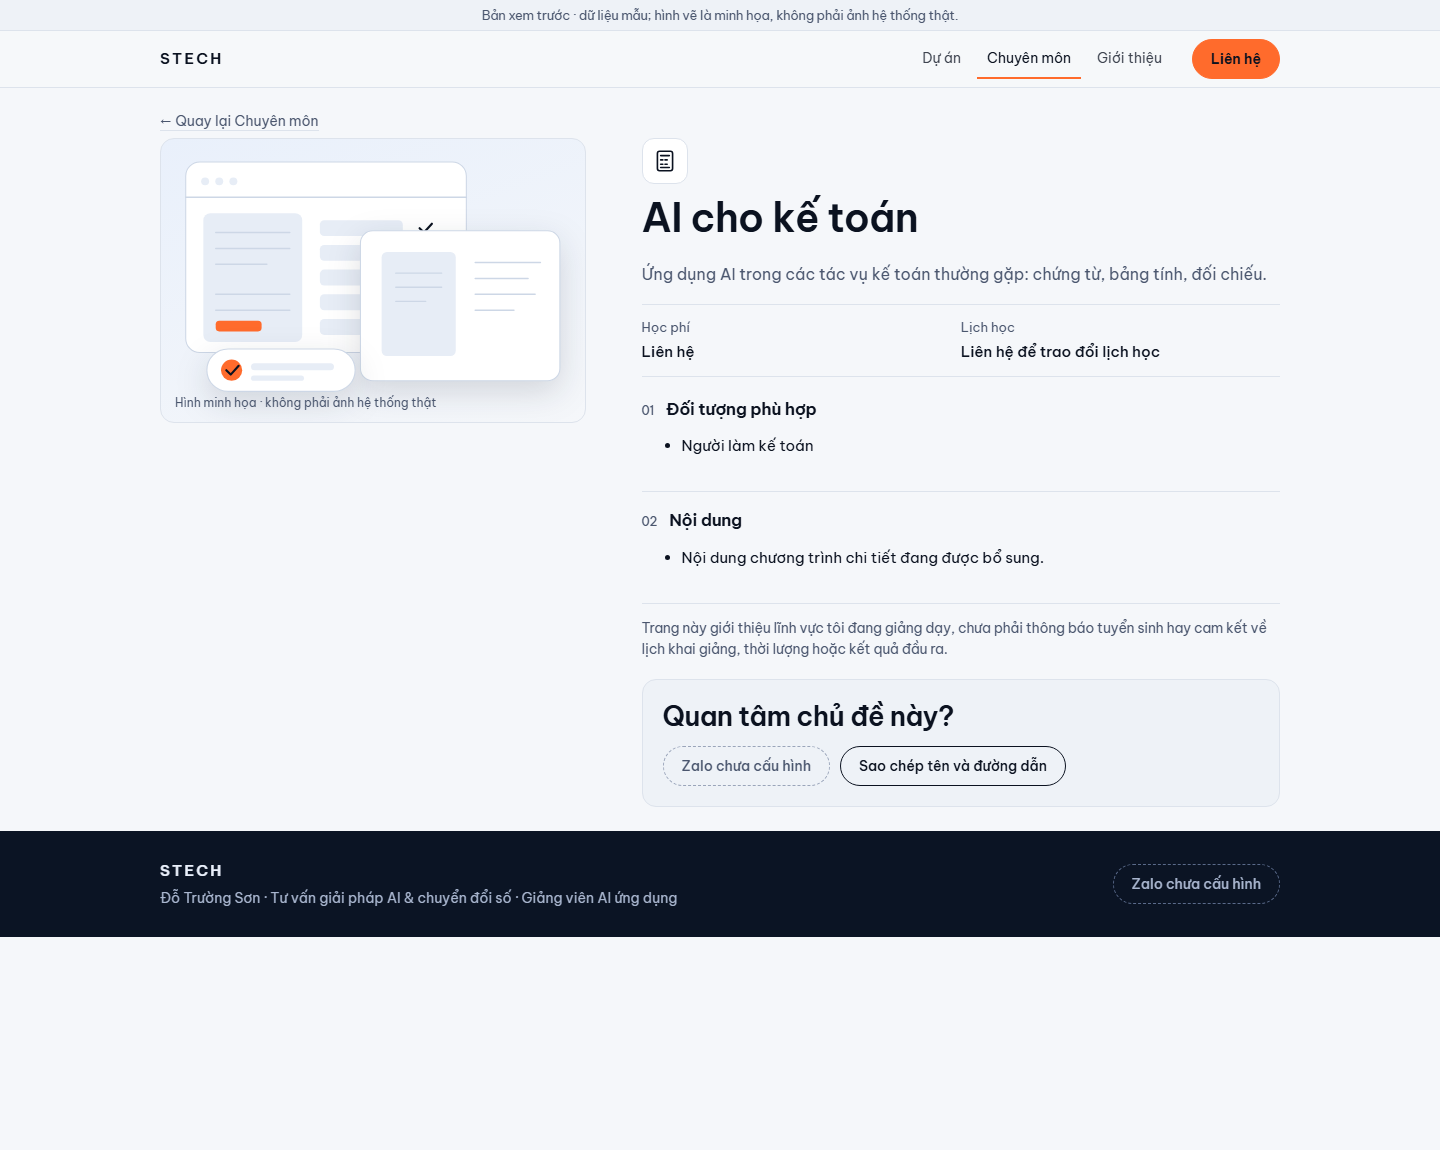 Bản xem trước · dữ liệu mẫu; hình vẽ là minh họa, không phải ảnh hệ thống thật.
STECH
Dự án
Chuyên môn
Giới thiệu
Liên hệ
← Quay lại Chuyên môn
Hình minh họa · không phải ảnh hệ thống thật
AI cho kế toán
Ứng dụng AI trong các tác vụ kế toán thường gặp: chứng từ, bảng tính, đối chiếu.
Học phí
Liên hệ
Lịch học
Liên hệ để trao đổi lịch học
01 Đối tượng phù hợp
• Người làm kế toán
02 Nội dung
• Nội dung chương trình chi tiết đang được bổ sung.
Trang này giới thiệu lĩnh vực tôi đang giảng dạy, chưa phải thông báo tuyển sinh hay cam kết về
lịch khai giảng, thời lượng hoặc kết quả đầu ra.
Quan tâm chủ đề này?
Zalo chưa cấu hình
Sao chép tên và đường dẫn
STECH
Đỗ Trường Sơn · Tư vấn giải pháp AI & chuyển đổi số · Giảng viên AI ứng dụng
Zalo chưa cấu hình